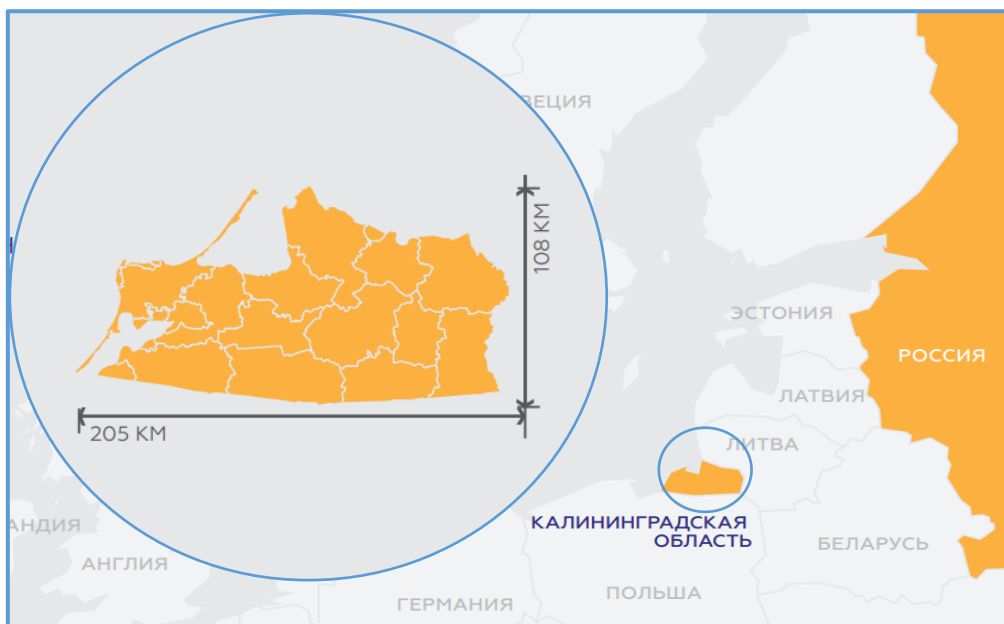 ВЕЦИЯ
108 КМ
ЭСТОНИЯ
РОССИЯ
ЛАТВИЯ
205 КМ
ЛИТВА
АНДИЯ
КАЛИНИНГРАДСКАЯ
ОБЛАСТЬ
БЕЛАРУСЬ
АНГЛИЯ
ПОЛЬША
ГЕРМАНИЯ